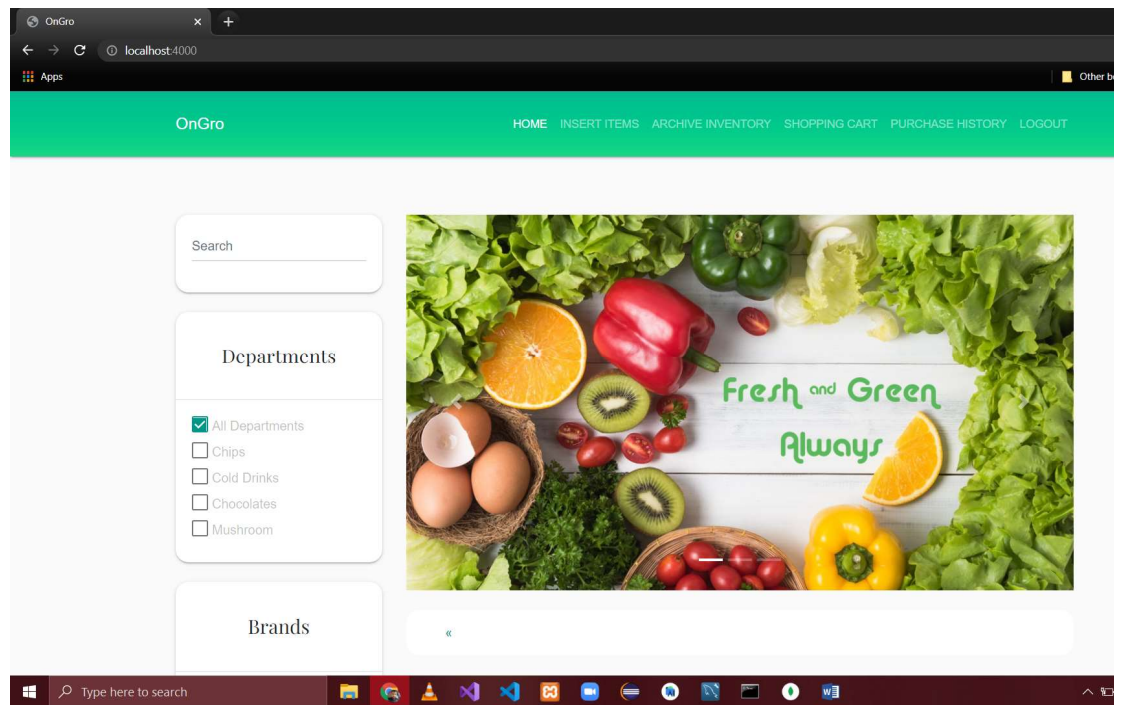 OnGro
localhost:4000
Apps
Other b
OnGro
HOME INSERT ITEMS ARCHIVE INVENTORY SHOPPING CART PURCHASE HISTORY LOGOUT
Search
Departments
All Departments
Chips
Cold Drinks
Chocolates
Mushroom
Brands
Fresh and Green
Always
«
Type here to search